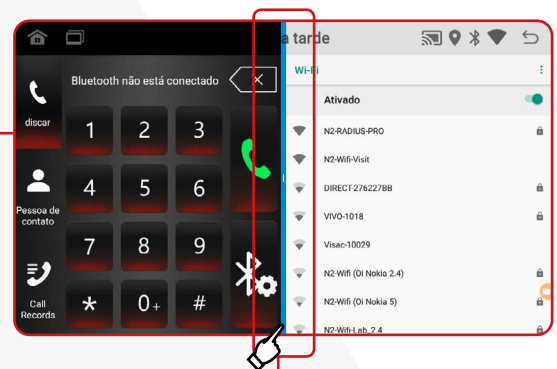 a tarde
Bluetooth não está conectado
discar
1 2 3
Pessoa de
contato
4 5 6
7 8 9
Call
Records
* 0+ #
Wi-Fi
Ativado
N2-RADIUS-PRO
N2-Wifi-Visit
DIRECT-276227BB
VIVO-1018
Visac-10029
N2-Wifi (Oi Nokia 2.4)
N2-Wifi (Oi Nokia 5)
N2-Wifi-Lab_2.4